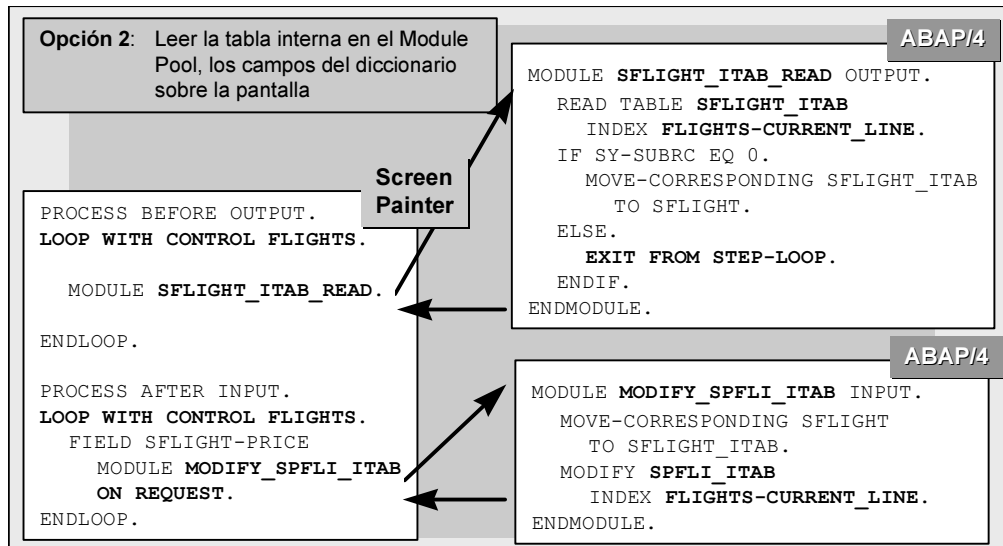 Opción 2: Leer la tabla interna en el Module
Pool, los campos del diccionario
sobre la pantalla
Screen
Painter
PROCESS BEFORE OUTPUT.
LOOP WITH CONTROL FLIGHTS.
MODULE SFLIGHT_ITAB_READ.
ENDLOOP.
PROCESS AFTER INPUT.
LOOP WITH CONTROL FLIGHTS.
FIELD SFLIGHT-PRICE
MODULE MODIFY_SPFLI_ITAB
ON REQUEST.
ENDLOOP.
ABAP/4
MODULE SFLIGHT_ITAB_READ OUTPUT.
READ TABLE SFLIGHT_ITAB
INDEX FLIGHTS-CURRENT_LINE.
IF SY-SUBRC EQ 0.
MOVE-CORRESPONDING SFLIGHT_ITAB
TO SFLIGHT.
ELSE.
EXIT FROM STEP-LOOP.
ENDIF.
ENDMODULE.
ABAP/4
MODULE MODIFY_SPFLI_ITAB INPUT.
MOVE-CORRESPONDING SFLIGHT
TO SFLIGHT_ITAB.
MODIFY SPFLI_ITAB
INDEX FLIGHTS-CURRENT_LINE.
ENDMODULE.